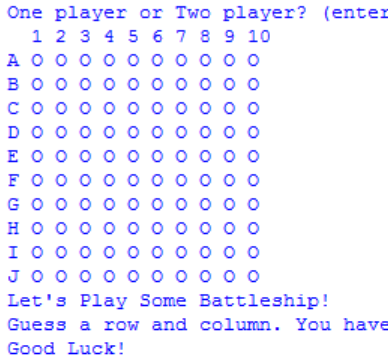 One player or Two player? (enter
1 2 3 4 5 6 7 8 9 10
A O O O O O O O O O O
B O O O O O O O O O O
C O O O O O O O O O O
D O O O O O O O O O O
E O O O O O O O O O O
F O O O O O O O O O O
G O O O O O O O O O O
H O O O O O O O O O O
I O O O O O O O O O O
J O O O O O O O O O O
Let's Play Some Battleship!
Guess a row and column. You have
Good Luck!